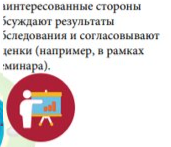 интересованные стороны
бсуждают результаты
бследования и согласовывают
ценки (например, в рамках
еминара).